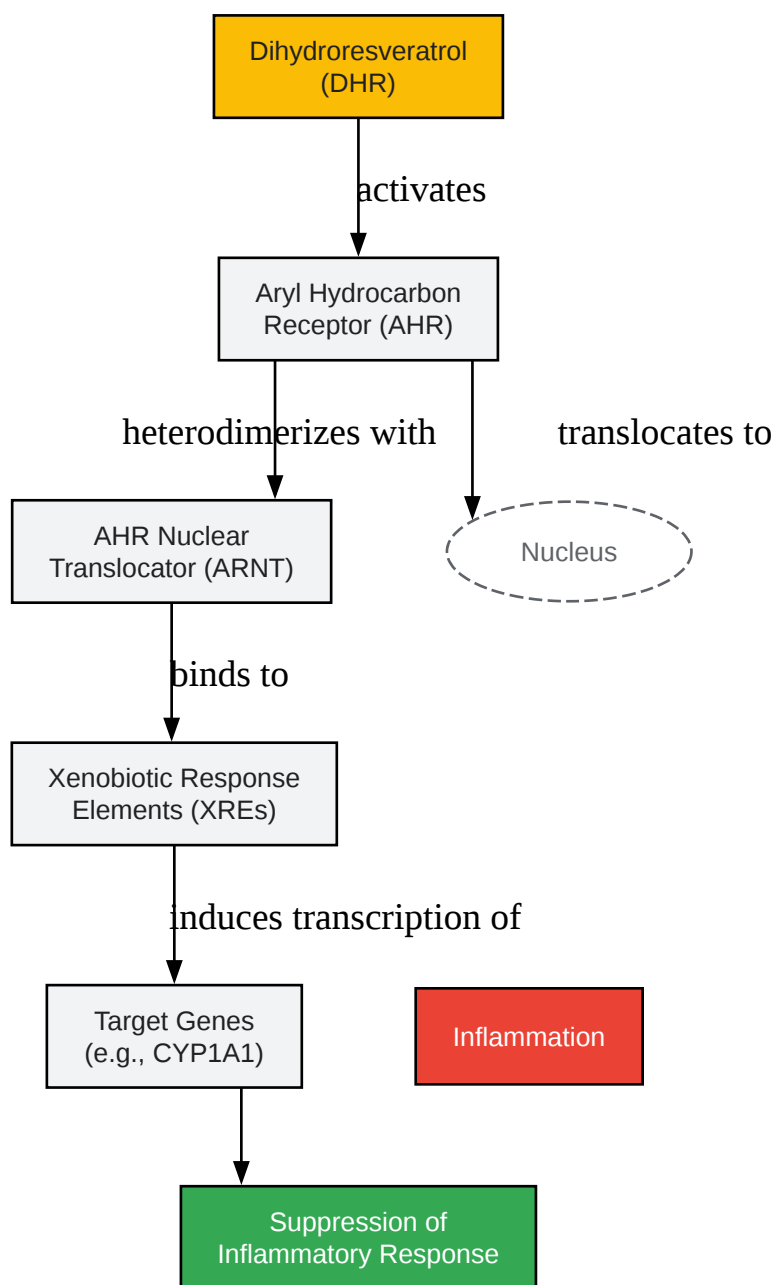 Dihydroresveratrol
(DHR)
activates
Aryl Hydrocarbon
Receptor (AHR)
heterodimerizes with
translocates to
AHR Nuclear
Translocator (ARNT)
Nucleus
binds to
Xenobiotic Response
Elements (XREs)
induces transcription of
Target Genes
(e.g., CYP1A1)
Inflammation
Suppression of
Inflammatory Response